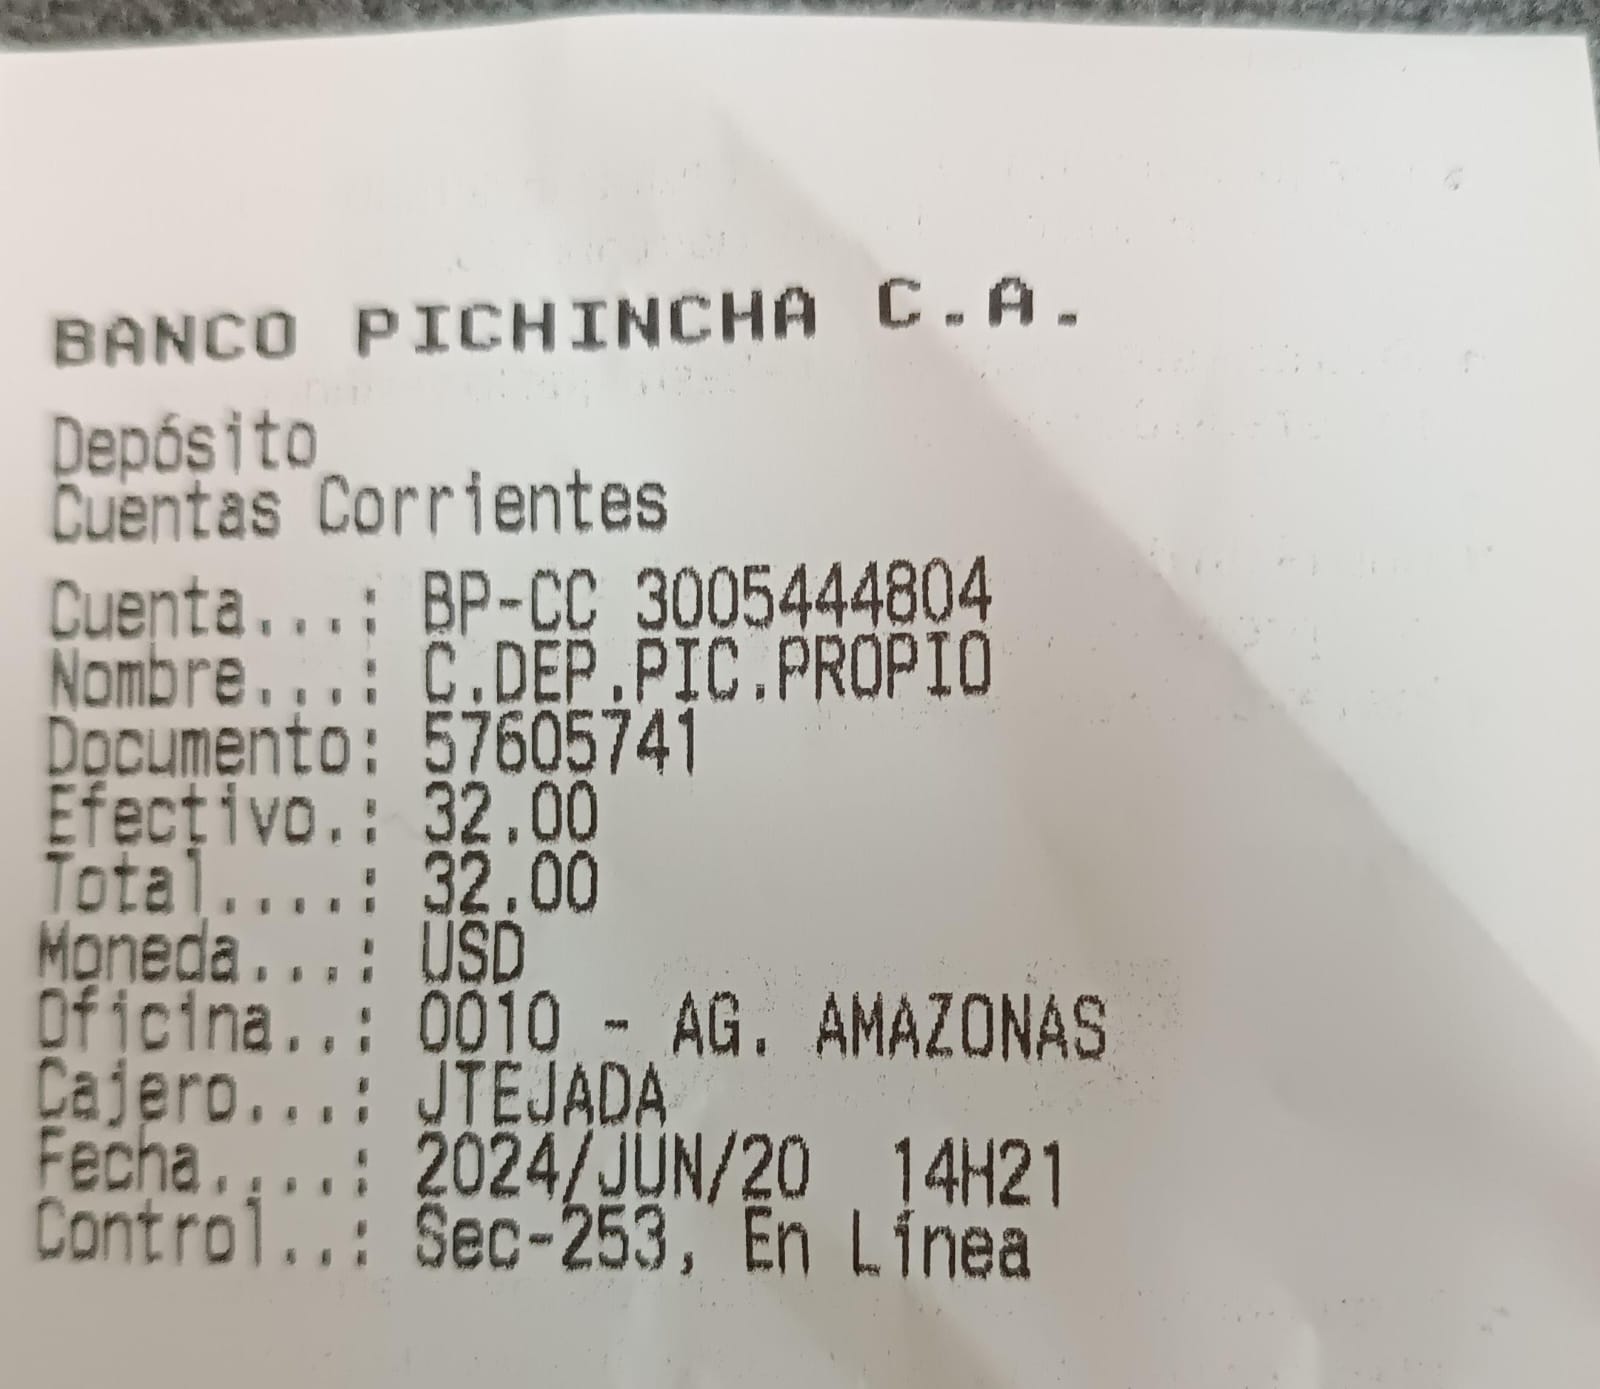 BANCO PICHINCHA C.A.
Depósito
Cuentas Corrientes
Cuenta...: BP-CC 3005444804
Nombre...: C.DEP.PIC.PROPIO
Documento: 57605741
Efectivo.: 32.00
Total....: 32.00
Moneda...: USD
Oficina..: 0010 - AG. AMAZONAS
Cajero...: JTEJADA
Fecha....: 2024/JUN/20  14H21
Control..: Sec-253, En Línea